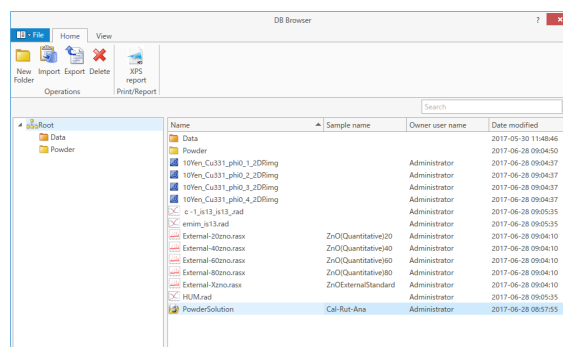 DB Browser
?
File Home View
New Folder Import Export Delete XPS report
Operations Print/Report
Search
Root
Data
Powder
Name Sample name Owner user name Date modified
Data 2017-05-30 11:48:46
Powder 2017-06-28 09:04:50
10Yen_Cu331_phi0_1_2DRimg Administrator 2017-06-28 09:04:37
10Yen_Cu331_phi0_2_2DRimg Administrator 2017-06-28 09:04:37
10Yen_Cu331_phi0_3_2DRimg Administrator 2017-06-28 09:04:37
10Yen_Cu331_phi0_4_2DRimg Administrator 2017-06-28 09:04:37
c -1_is13_is13_.rad Administrator 2017-06-28 09:05:35
emim_is13.rad Administrator 2017-06-28 09:05:35
External-20zno.rasx ZnO(Quantitative)20 Administrator 2017-06-28 09:04:10
External-40zno.rasx ZnO(Quantitative)40 Administrator 2017-06-28 09:04:10
External-60zno.rasx ZnO(Quantitative)60 Administrator 2017-06-28 09:04:10
External-80zno.rasx ZnO(Quantitative)80 Administrator 2017-06-28 09:04:10
External-Xzno.rasx ZnOExternalStandard Administrator 2017-06-28 09:04:10
HUM.rad Administrator 2017-06-28 09:05:35
PowderSolution Cal-Rut-Ana Administrator 2017-06-28 08:57:55